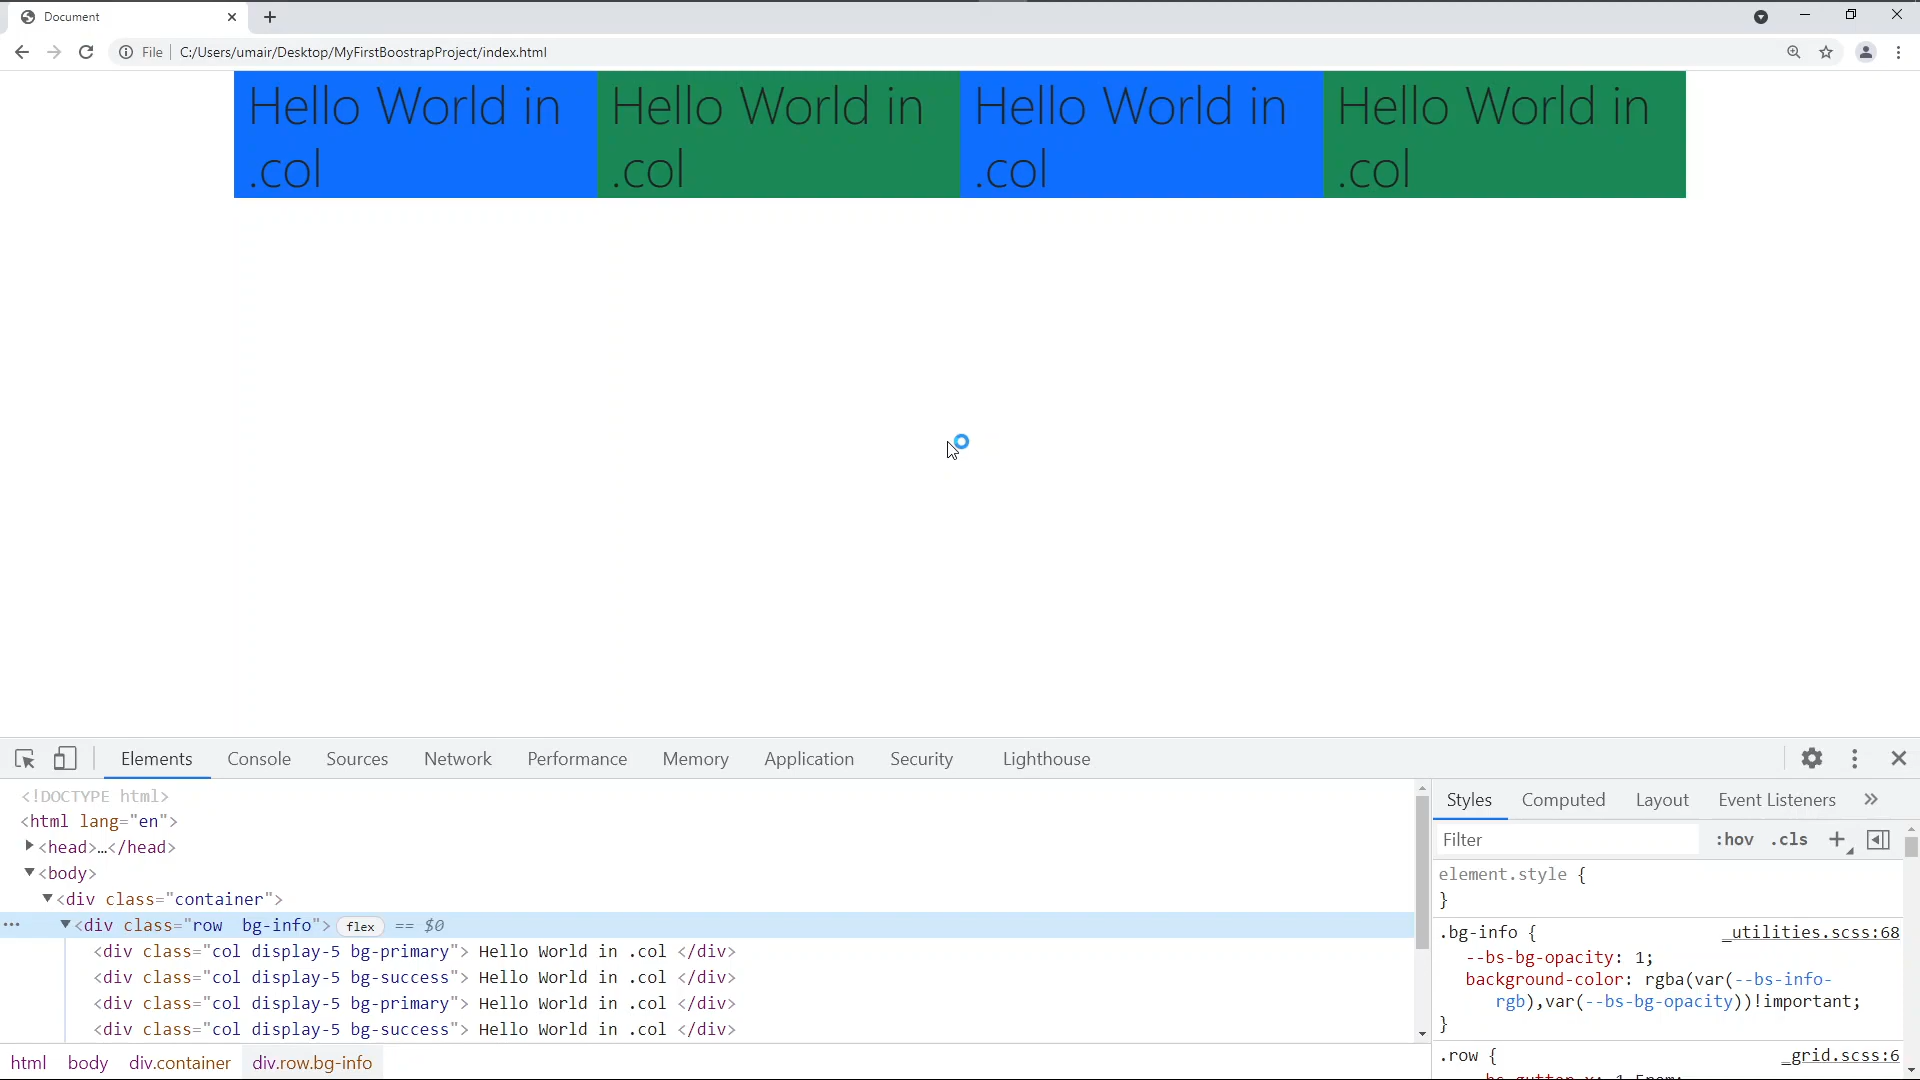 Document
File C:/Users/umair/Desktop/MyFirstBoostrapProject/index.html
Hello World in .col
Hello World in .col
Hello World in .col
Hello World in .col
Elements Console Sources Network Performance Memory Application Security Lighthouse
<!DOCTYPE html>
<html lang="en">
<head>…</head>
<body>
<div class="container">
<div class="row  bg-info"> flex == $0
<div class="col display-5 bg-primary"> Hello World in .col </div>
<div class="col display-5 bg-success"> Hello World in .col </div>
<div class="col display-5 bg-primary"> Hello World in .col </div>
<div class="col display-5 bg-success"> Hello World in .col </div>
html body div.container div.row.bg-info
Styles Computed Layout Event Listeners
Filter :hov .cls
element.style {
}
.bg-info { _utilities.scss:68
--bs-bg-opacity: 1;
background-color: rgba(var(--bs-info-
rgb),var(--bs-bg-opacity))!important;
}
.row { _grid.scss:6